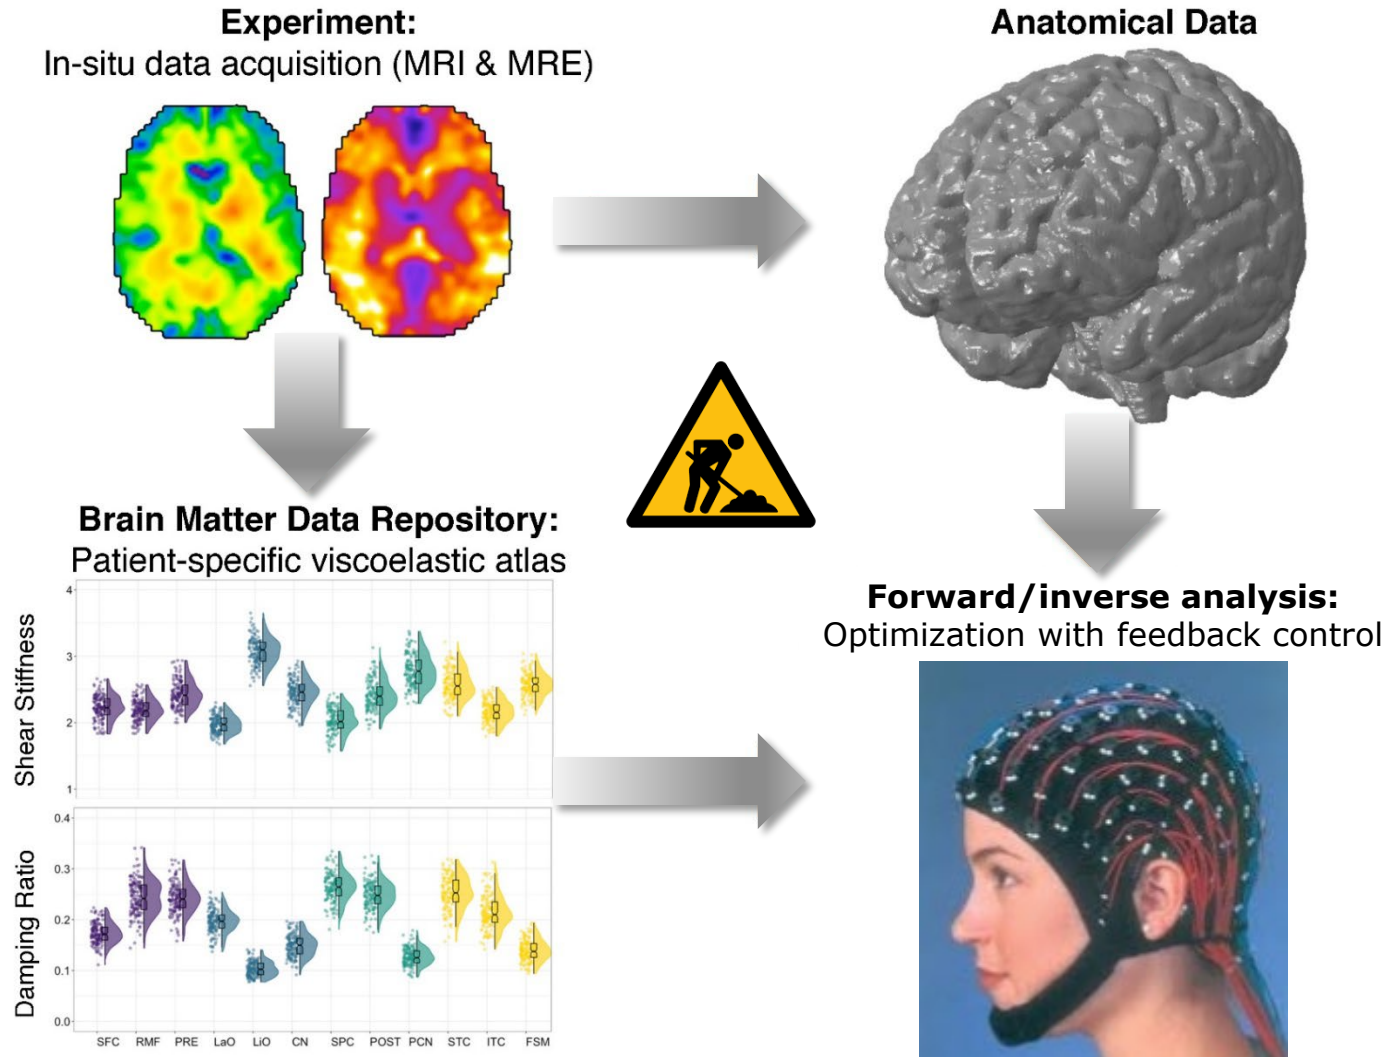 Experiment:
In-situ data acquisition (MRI & MRE)
Anatomical Data
Brain Matter Data Repository:
Patient-specific viscoelastic atlas
Shear Stiffness
4
3
2
1
Damping Ratio
0.4
0.3
0.2
0.1
0.0
SFC RMF PRE LaO LiO CN SPC POST PCN STC ITC FSM
Forward/inverse analysis:
Optimization with feedback control